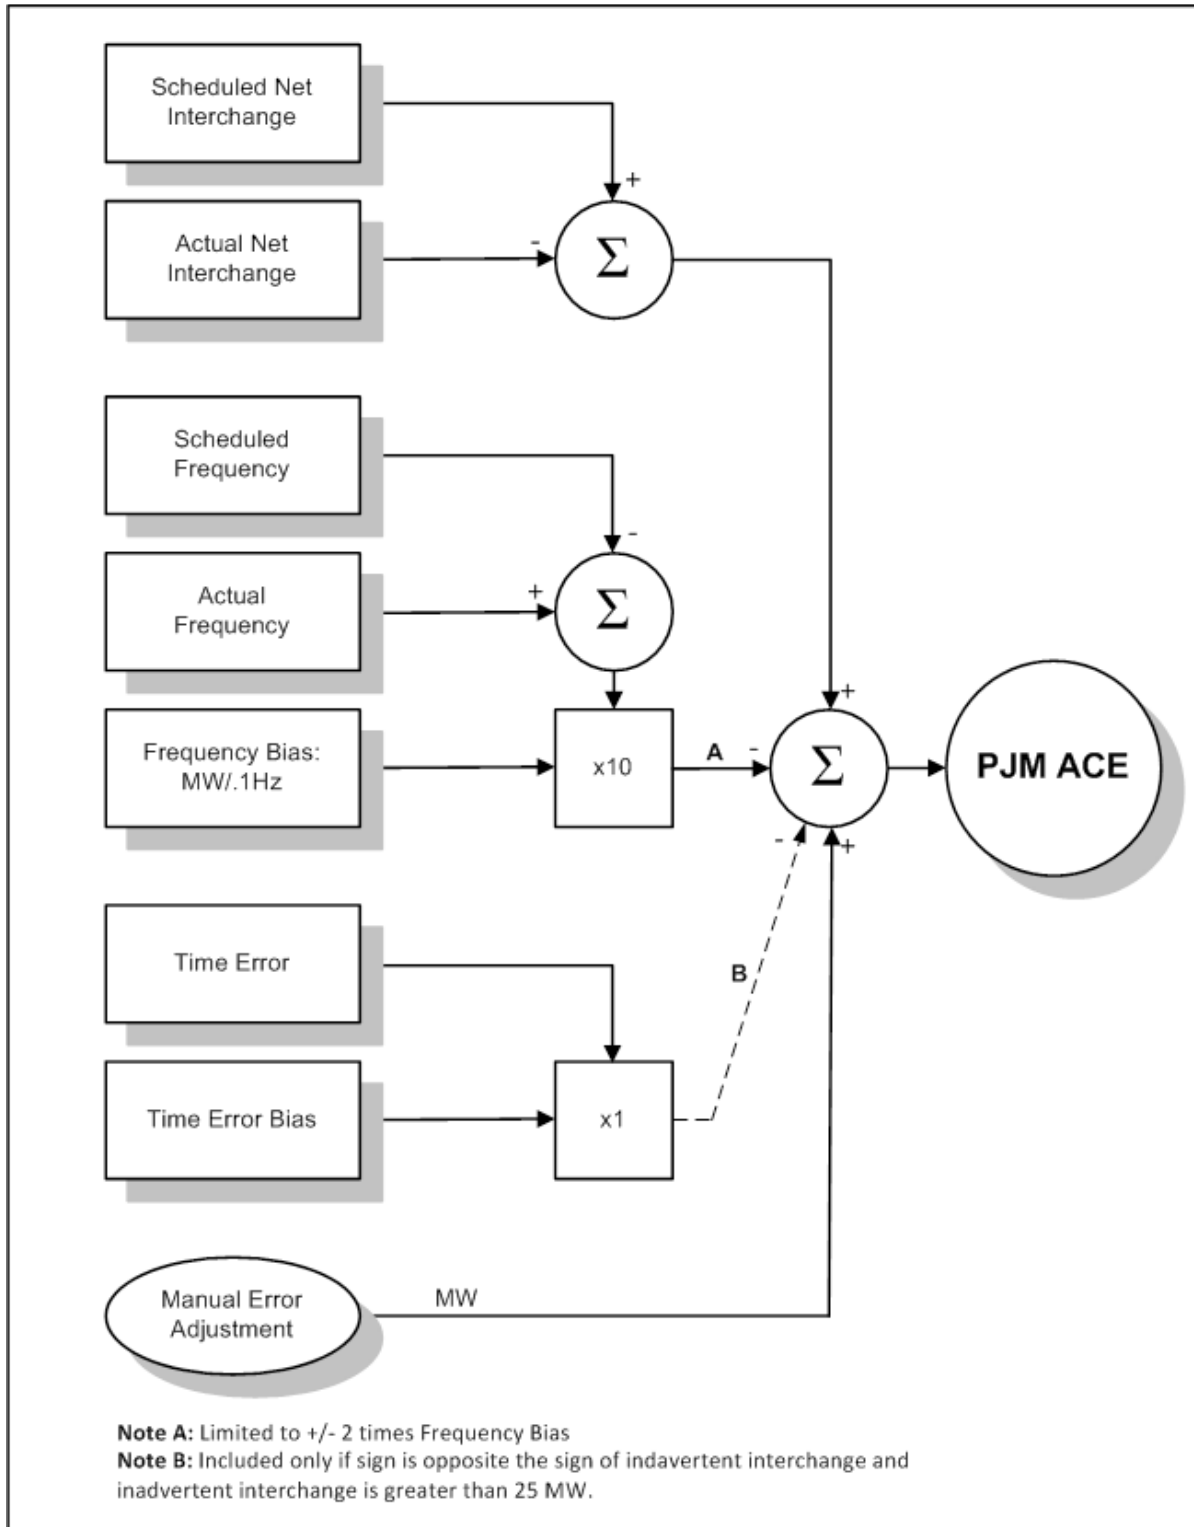 Scheduled Net
Interchange
+
Actual Net
Interchange
-
Σ
Scheduled
Frequency
-
Actual
Frequency
+
Σ
Frequency Bias:
MW/.1Hz
x10
A
-
+
Σ
PJM ACE
-
+
B
Time Error
Time Error Bias
x1
Manual Error
Adjustment
MW
Note A: Limited to +/- 2 times Frequency Bias
Note B: Included only if sign is opposite the sign of indavertent interchange and
inadvertent interchange is greater than 25 MW.